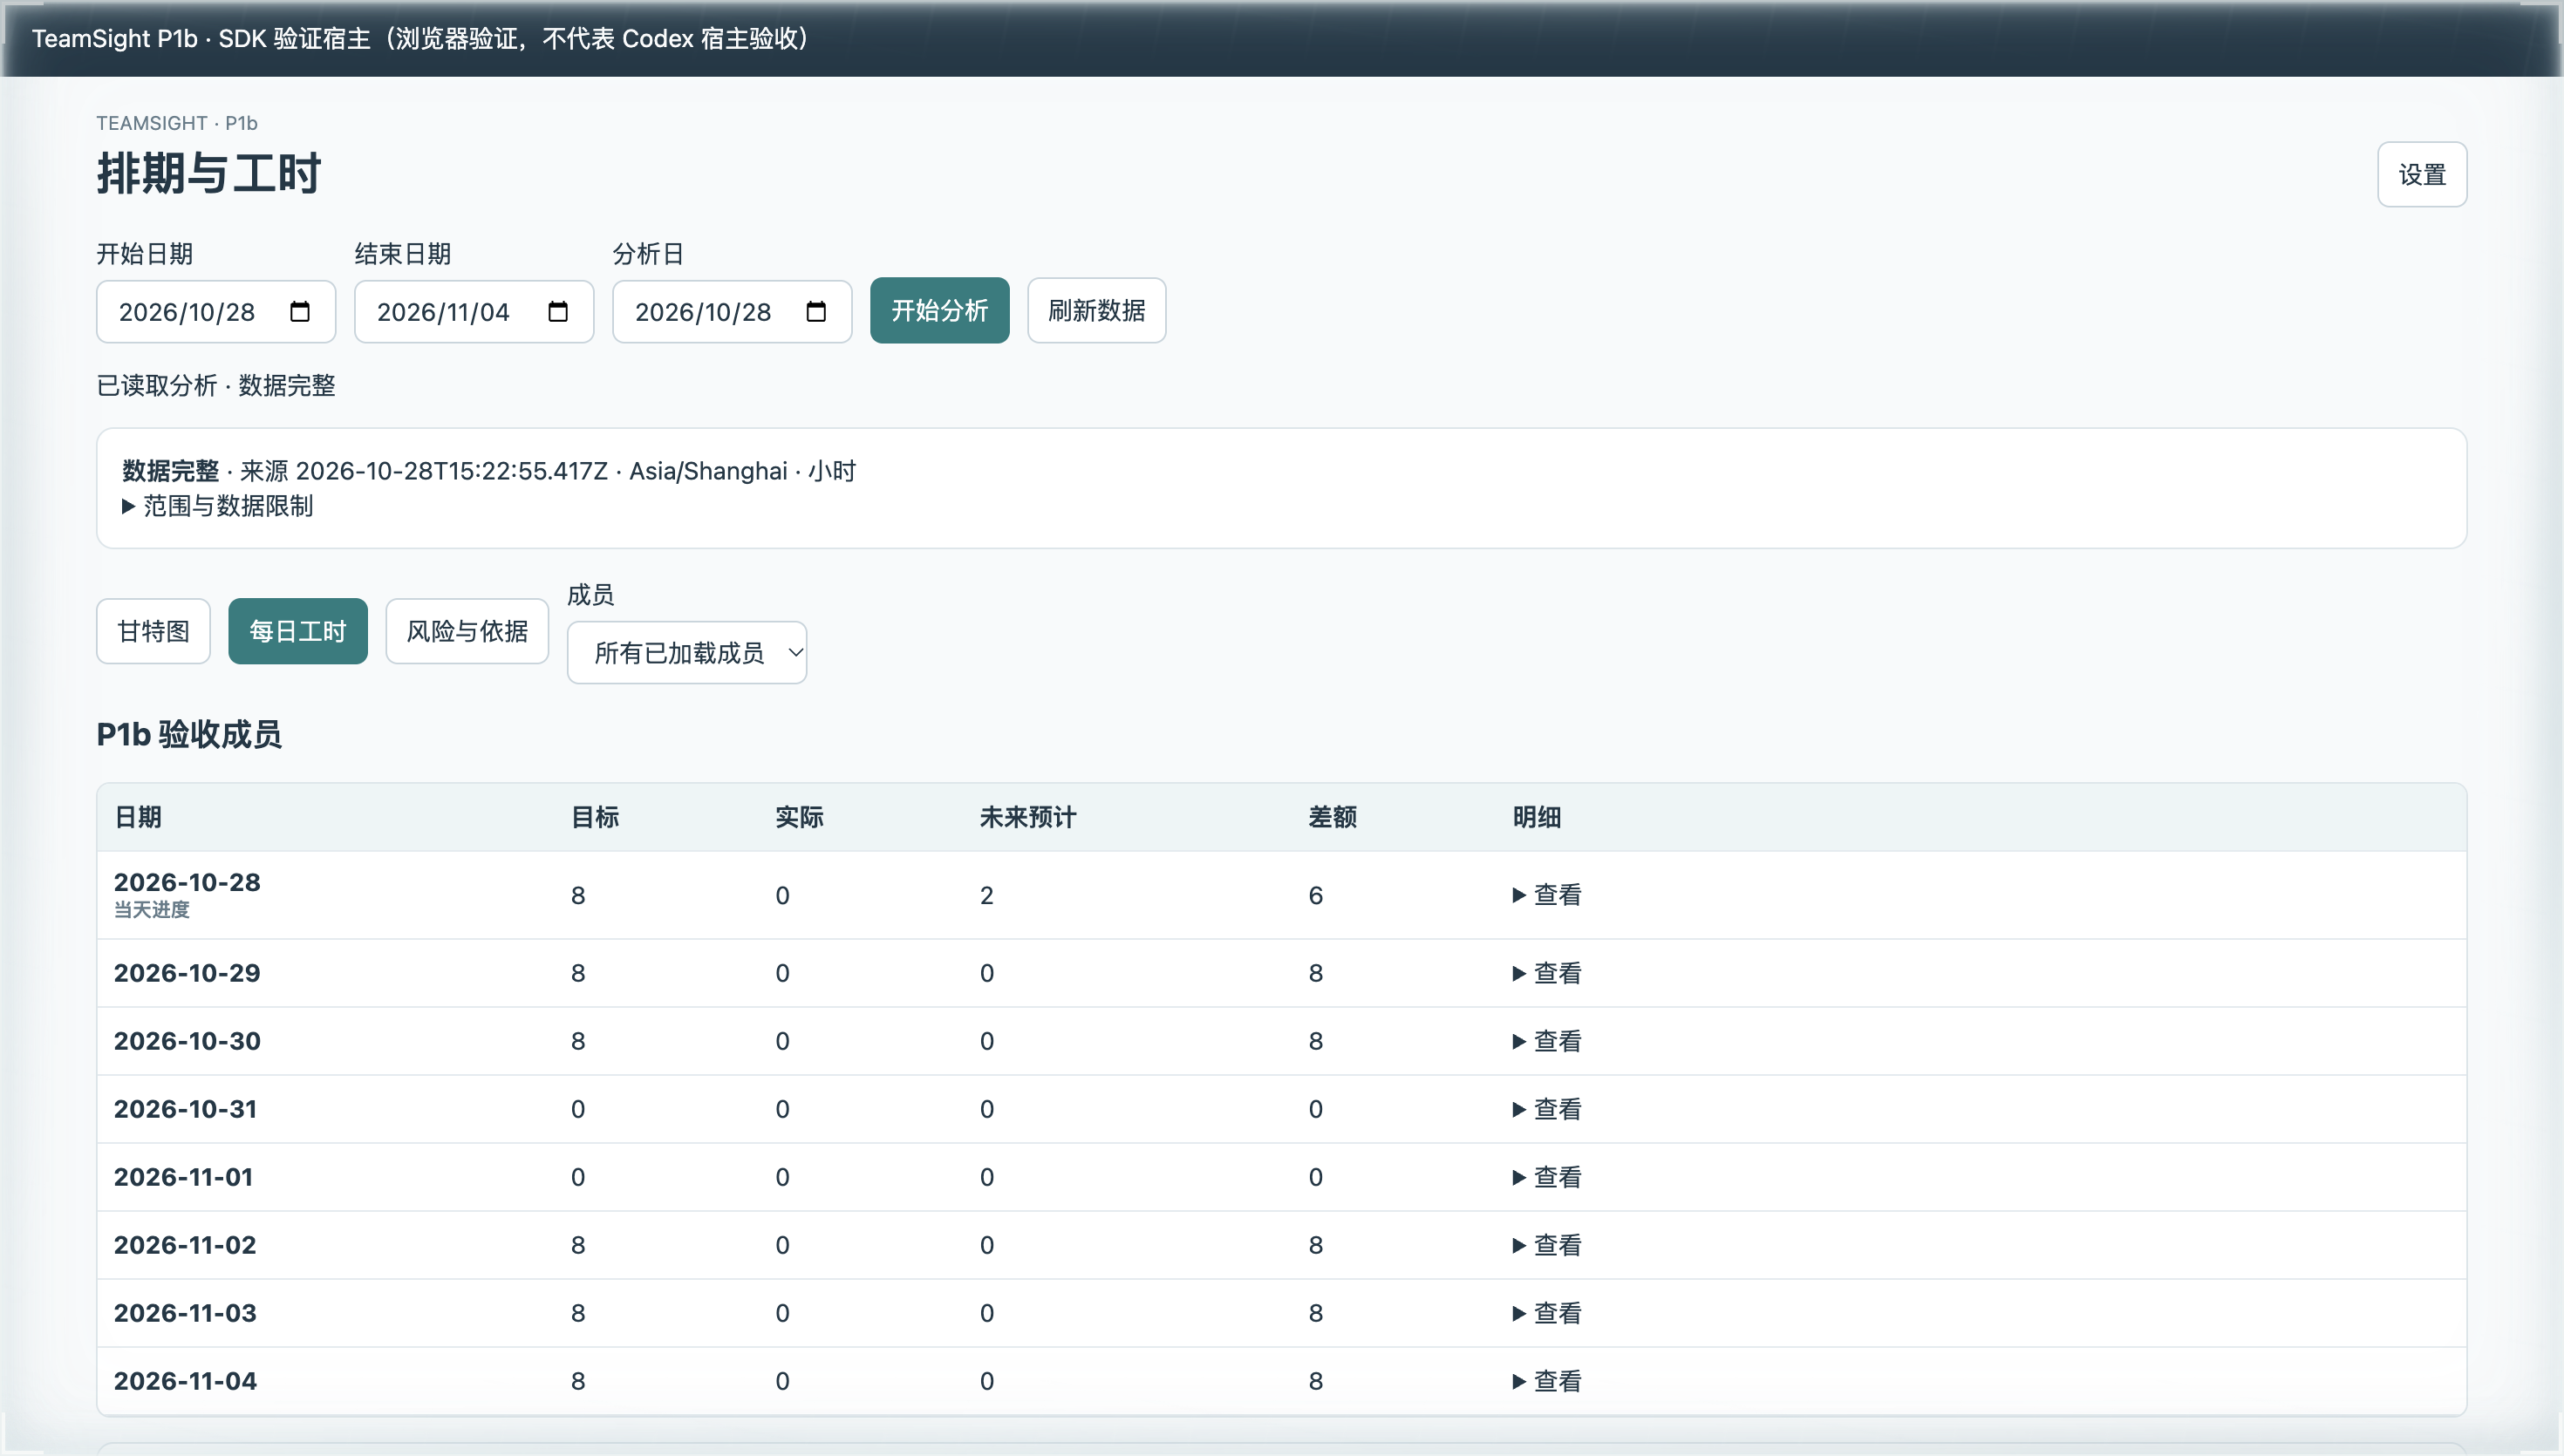 TeamSight P1b · SDK 验证宿主（浏览器验证，不代表 Codex 宿主验收）
TEAMSIGHT · P1b
排期与工时
设置
开始日期 结束日期 分析日
2026/10/28 2026/11/04 2026/10/28 开始分析 刷新数据
已读取分析 · 数据完整
数据完整 · 来源 2026-10-28T15:22:55.417Z · Asia/Shanghai · 小时
▶ 范围与数据限制
成员
甘特图 每日工时 风险与依据 所有已加载成员
P1b 验收成员
日期 目标 实际 未来预计 差额 明细
2026-10-28 8 0 2 6 ▶ 查看
当天进度
2026-10-29 8 0 0 8 ▶ 查看
2026-10-30 8 0 0 8 ▶ 查看
2026-10-31 0 0 0 0 ▶ 查看
2026-11-01 0 0 0 0 ▶ 查看
2026-11-02 8 0 0 8 ▶ 查看
2026-11-03 8 0 0 8 ▶ 查看
2026-11-04 8 0 0 8 ▶ 查看